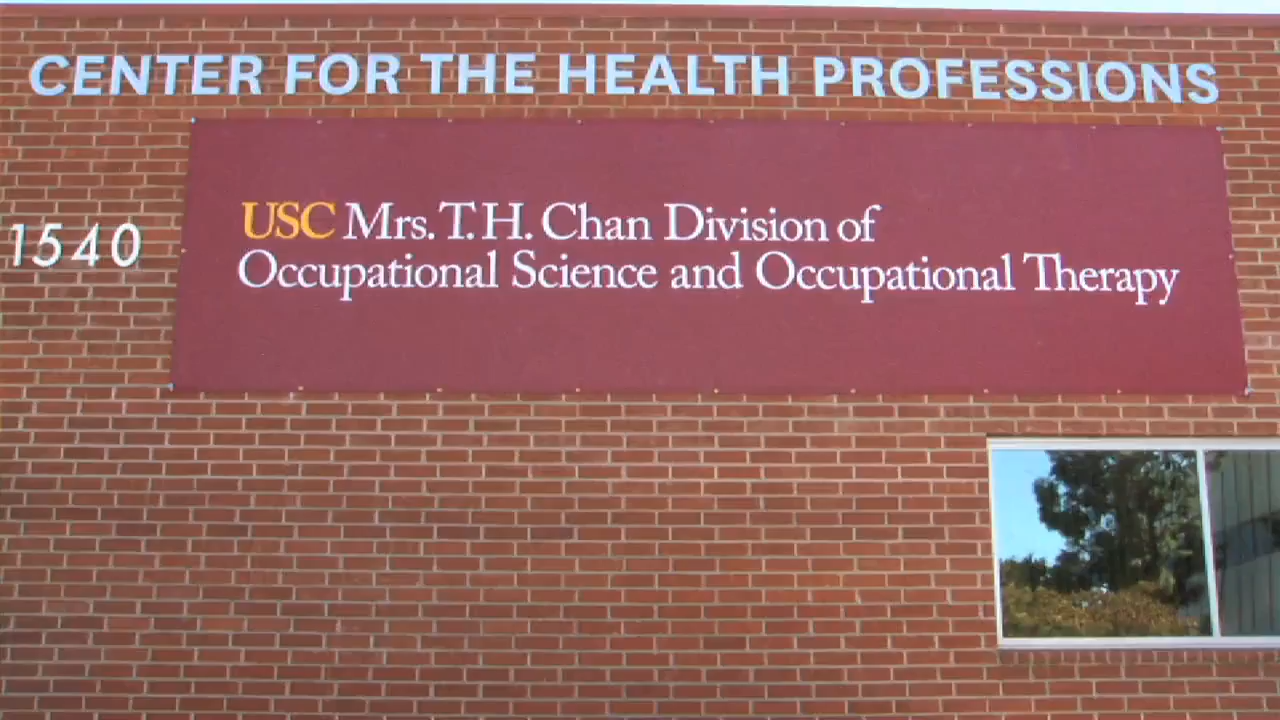 CENTER FOR THE HEALTH PROFESSIONS
1540
USC Mrs. T. H. Chan Division of
Occupational Science and Occupational Therapy